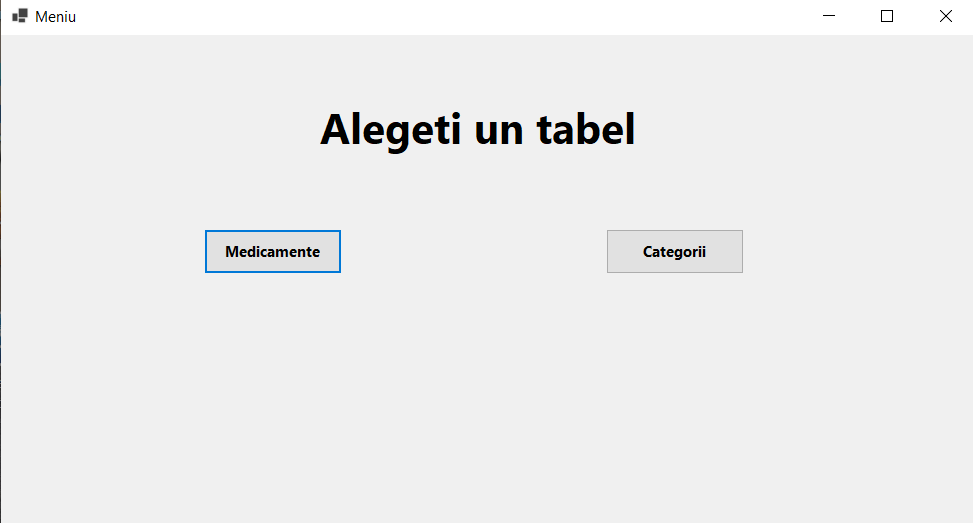 Meniu
Alegeti un tabel
Medicamente
Categorii